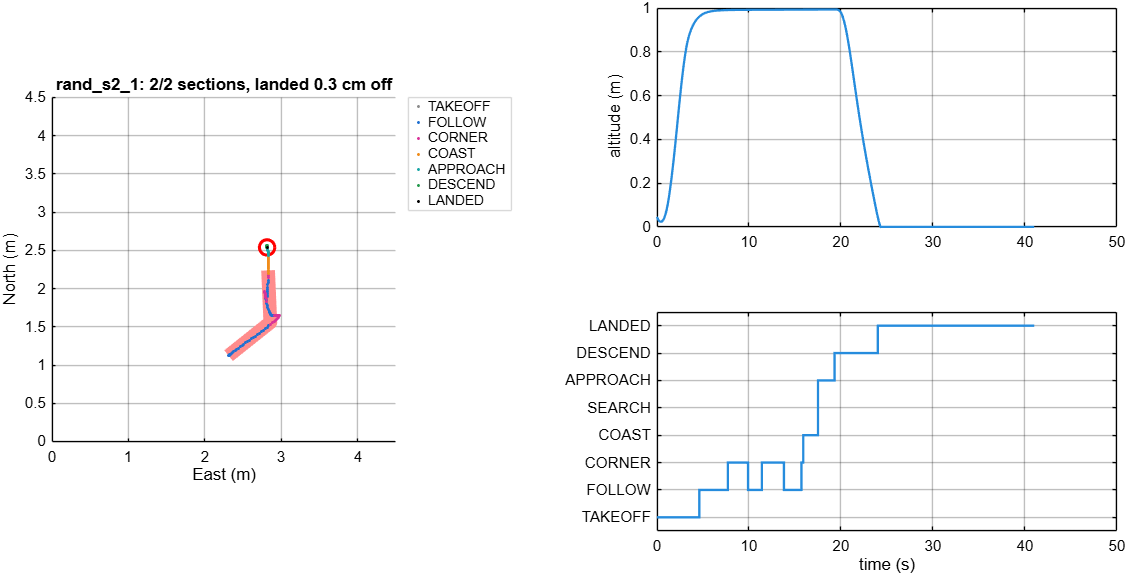 rand_s2_1: 2/2 sections, landed 0.3 cm off
4.5
4
3.5
3
2.5
2
1.5
1
0.5
0
North (m)
0 1 2 3 4
East (m)
TAKEOFF
FOLLOW
CORNER
COAST
APPROACH
DESCEND
LANDED
1
0.8
0.6
0.4
0.2
0
altitude (m)
0 10 20 30 40 50
LANDED
DESCEND
APPROACH
SEARCH
COAST
CORNER
FOLLOW
TAKEOFF
0 10 20 30 40 50
time (s)